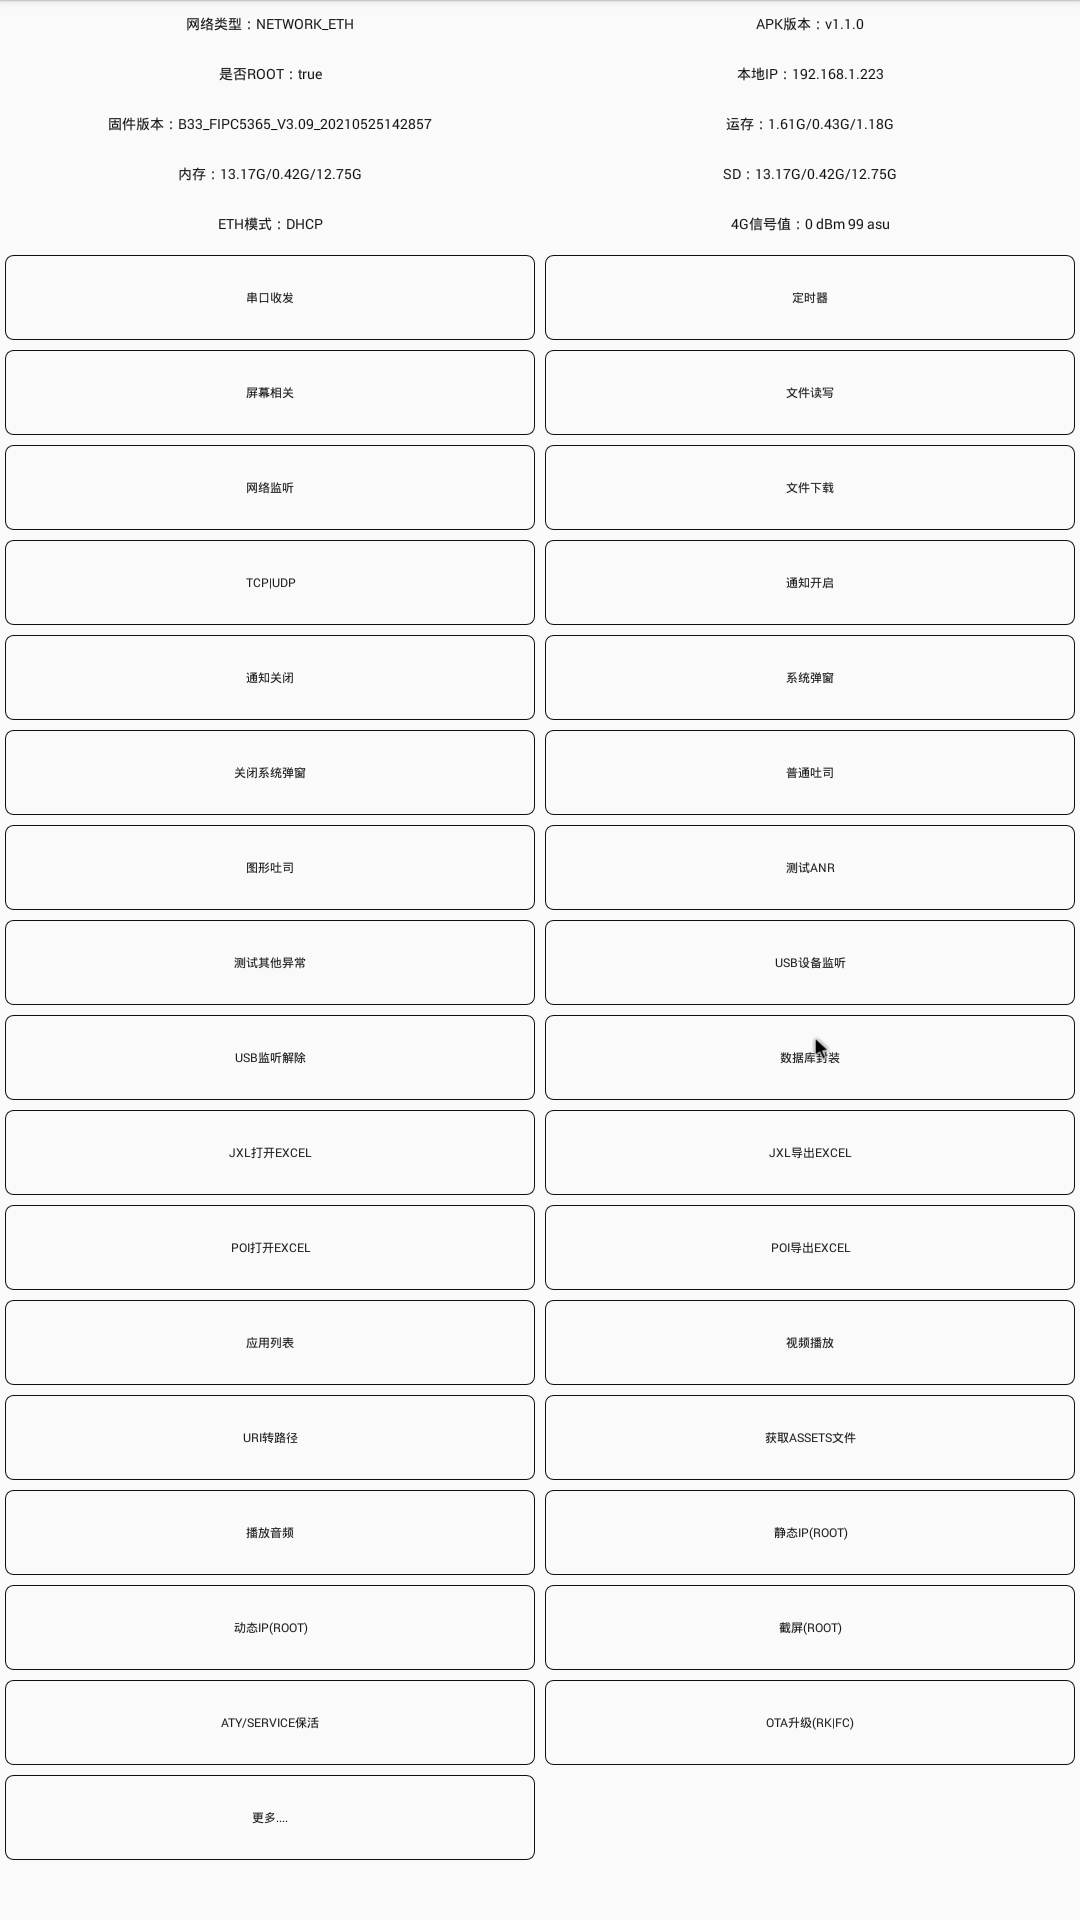 网络类型：NETWORK_ETH
APK版本：v1.1.0
是否ROOT：true
本地IP：192.168.1.223
固件版本：B33_FIPC5365_V3.09_20210525142857
运存：1.61G/0.43G/1.18G
内存：13.17G/0.42G/12.75G
SD：13.17G/0.42G/12.75G
ETH模式：DHCP
4G信号值：0 dBm 99 asu
串口收发
定时器
屏幕相关
文件读写
网络监听
文件下载
TCP|UDP
通知开启
通知关闭
系统弹窗
关闭系统弹窗
普通吐司
图形吐司
测试ANR
测试其他异常
USB设备监听
USB监听解除
数据库封装
JXL打开EXCEL
JXL导出EXCEL
POI打开EXCEL
POI导出EXCEL
应用列表
视频播放
URI转路径
获取ASSETS文件
播放音频
静态IP(ROOT)
动态IP(ROOT)
截屏(ROOT)
ATY/SERVICE保活
OTA升级(RK|FC)
更多....